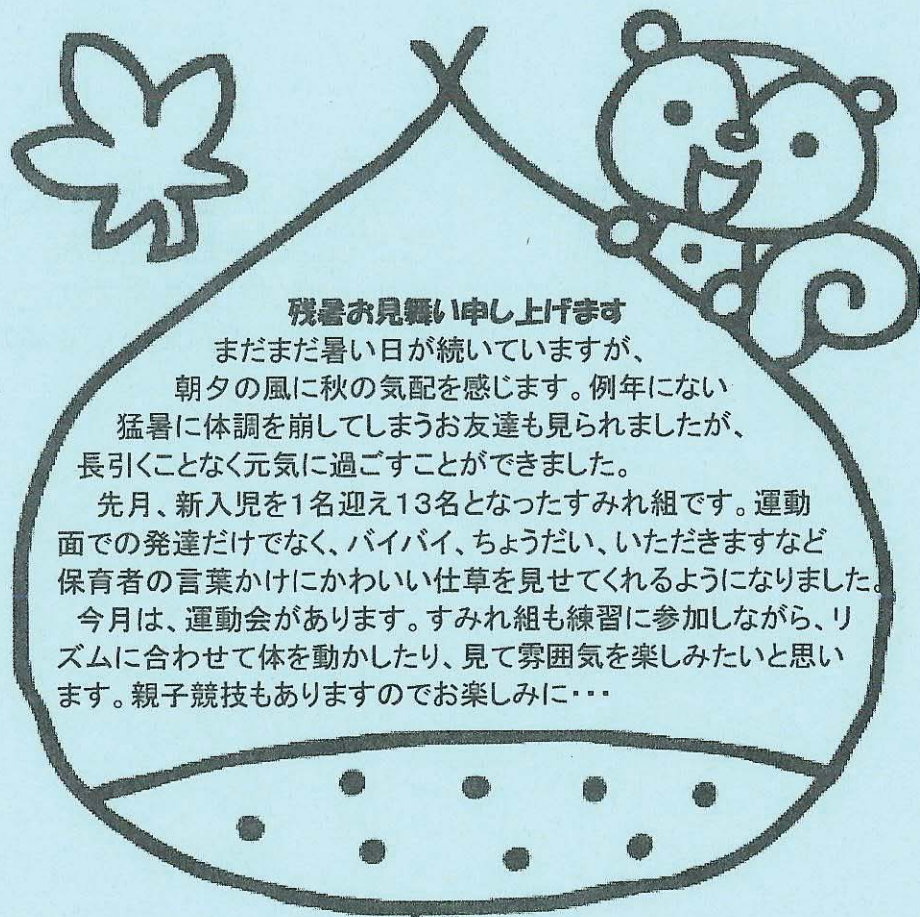 残暑お見舞い申し上げます
まだまだ暑い日が続いていますが、
朝夕の風に秋の気配を感じます。例年にない
猛暑に体調を崩してしまうお友達も見られましたが、
長引くことなく元気に過ごすことができました。
先月、新入児を1名迎え13名となったすみれ組です。運動
面での発達だけでなく、バイバイ、ちょうだい、いただきますなど
保育者の言葉かけにかわいい仕草を見せてくれるようになりました。
今月は、運動会があります。すみれ組も練習に参加しながら、リ
ズムに合わせて体を動かしたり、見て雰囲気を楽しみたいと思い
ます。親子競技もありますのでお楽しみに・・・